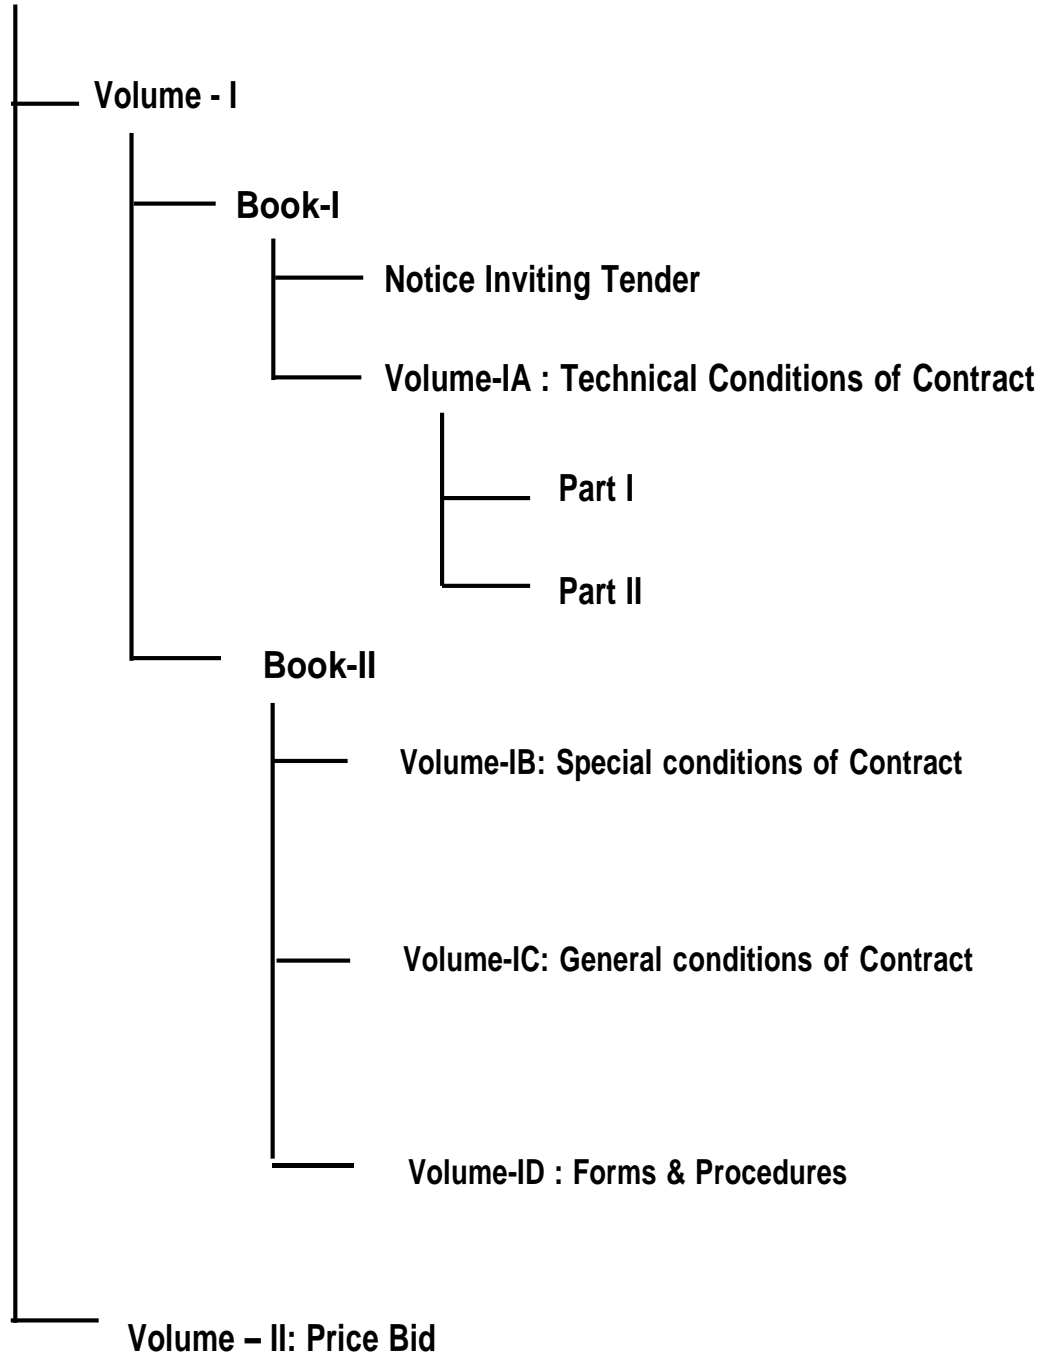 Volume - I
Book-I
Notice Inviting Tender
Volume-IA : Technical Conditions of Contract
Part I
Part II
Book-II
Volume-IB: Special conditions of Contract
Volume-IC: General conditions of Contract
Volume-ID : Forms & Procedures
Volume – II: Price Bid